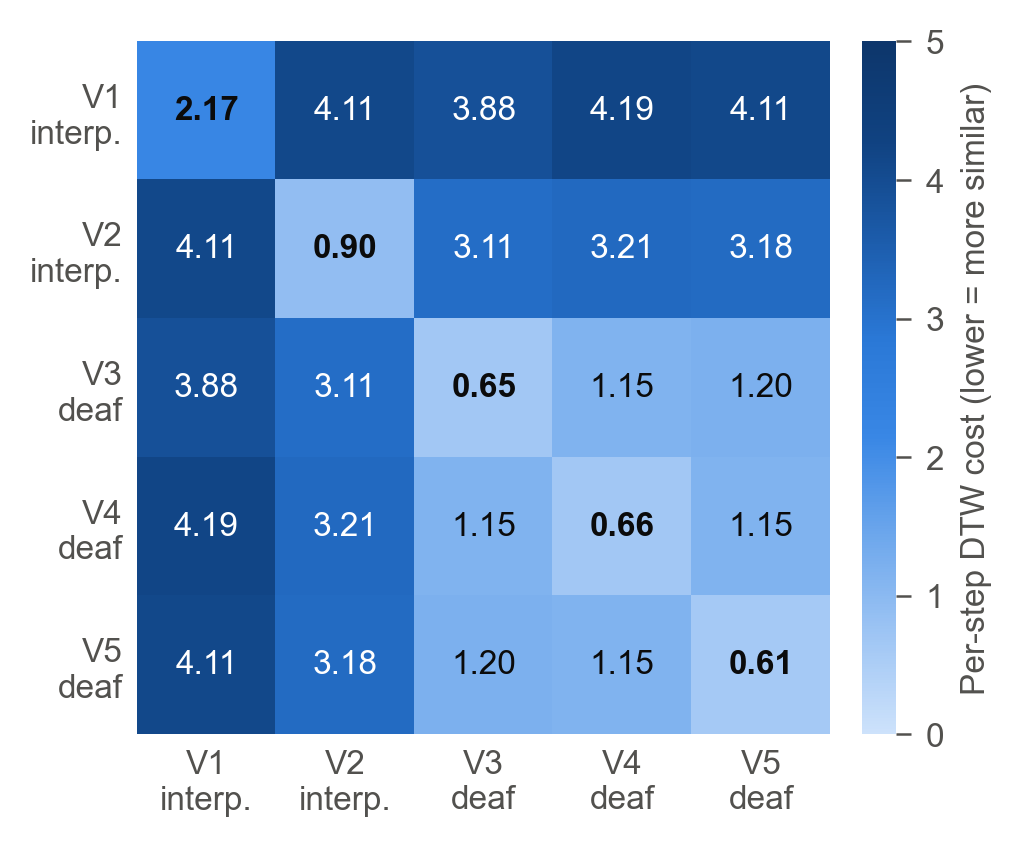 V1
interp.
2.17 4.11 3.88 4.19 4.11
V2
interp.
4.11 0.90 3.11 3.21 3.18
V3
deaf
3.88 3.11 0.65 1.15 1.20
V4
deaf
4.19 3.21 1.15 0.66 1.15
V5
deaf
4.11 3.18 1.20 1.15 0.61
V1 V2 V3 V4 V5
interp. interp. deaf deaf deaf
5
4
3
2
1
0
Per-step DTW cost (lower = more similar)